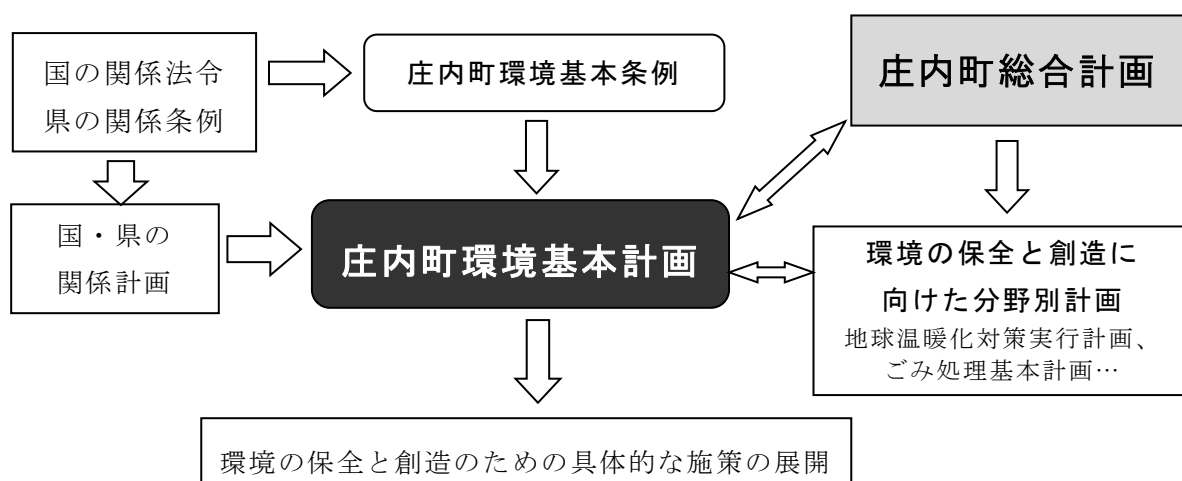 国の関係法令
県の関係条例
庄内町環境基本条例
庄内町総合計画
国・県の
関係計画
庄内町環境基本計画
環境の保全と創造に
向けた分野別計画
地球温暖化対策実行計画、
ごみ処理基本計画…
環境の保全と創造のための具体的な施策の展開